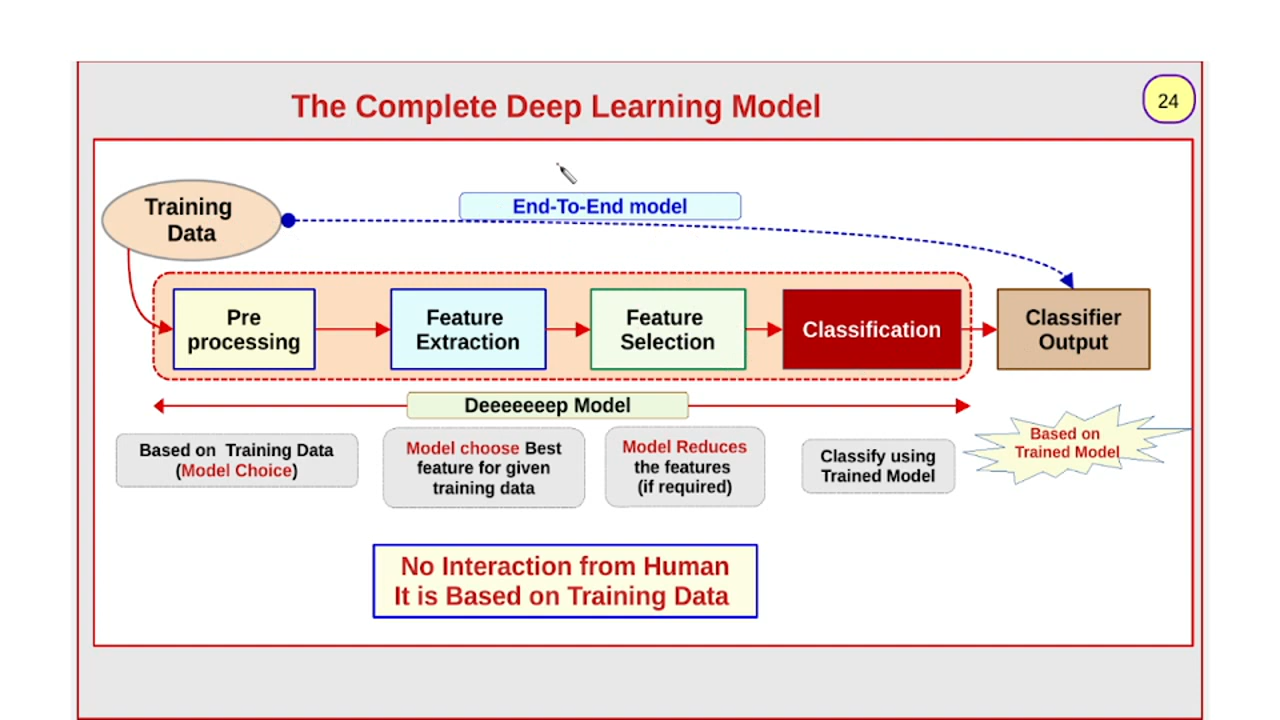 The Complete Deep Learning Model
24
Training
Data
End-To-End model
Pre
processing
Feature
Extraction
Feature
Selection
Classification
Classifier
Output
Deeeeeeep Model
Based on Training Data
(Model Choice)
Model choose Best
feature for given
training data
Model Reduces
the features
(if required)
Classify using
Trained Model
Based on
Trained Model
No Interaction from Human
It is Based on Training Data